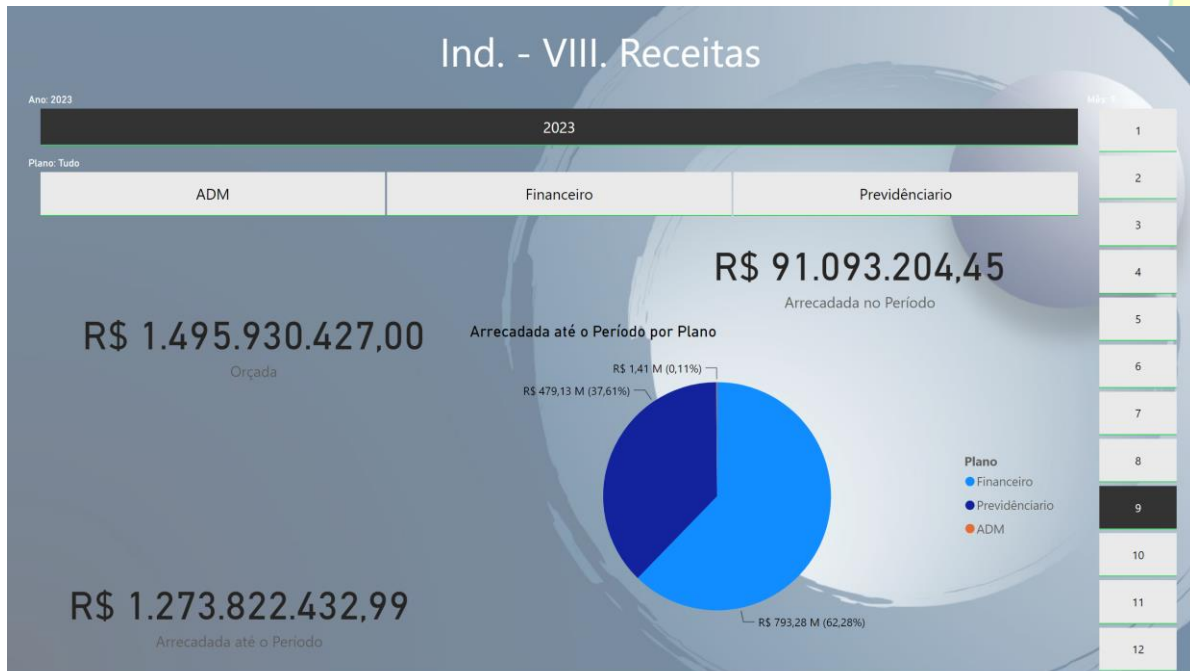 Ind. - VIII. Receitas
Ano: 2023
2023
Plano: Tudo
ADM
Financeiro
Previdênciario
Mês: 9
1
2
3
4
5
6
7
8
9
10
11
12
R$ 91.093.204,45
Arrecadada no Período
R$ 1.495.930.427,00
Orçada
Arrecadada até o Período por Plano
R$ 1,41 M (0,11%)
R$ 479,13 M (37,61%)
R$ 793,28 M (62,28%)
Plano
Financeiro
Previdênciario
ADM
R$ 1.273.822.432,99
Arrecadada até o Período